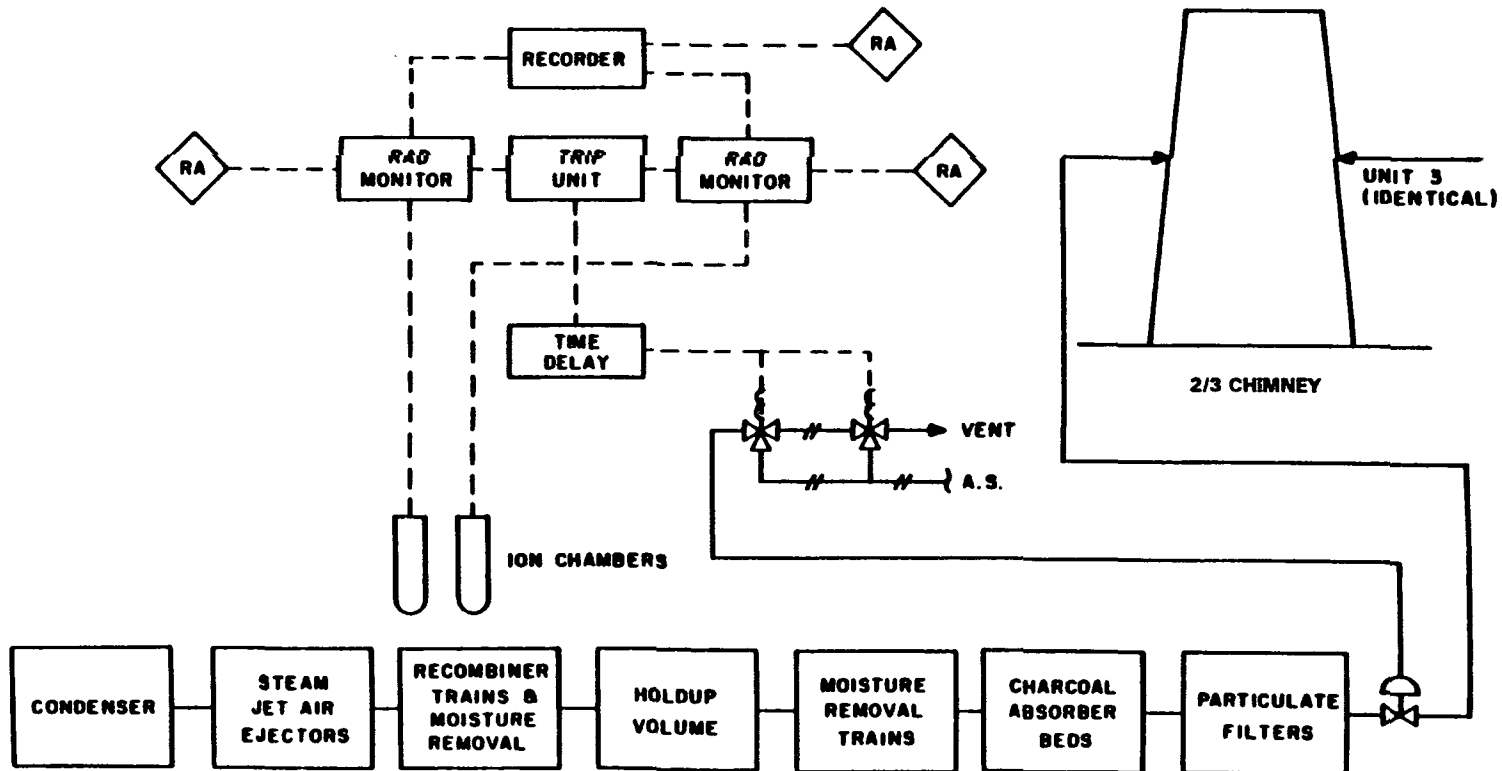 RA
RECORDER
RA
RAD
MONITOR
TRIP
UNIT
RAD
MONITOR
RA
UNIT 3
(IDENTICAL)
TIME
DELAY
2/3 CHIMNEY
VENT
A.S.
ION CHAMBERS
CONDENSER
STEAM
JET AIR
EJECTORS
RECOMBINER
TRAINS &
MOISTURE
REMOVAL
HOLDUP
VOLUME
MOISTURE
REMOVAL
TRAINS
CHARCOAL
ABSORBER
BEDS
PARTICULATE
FILTERS